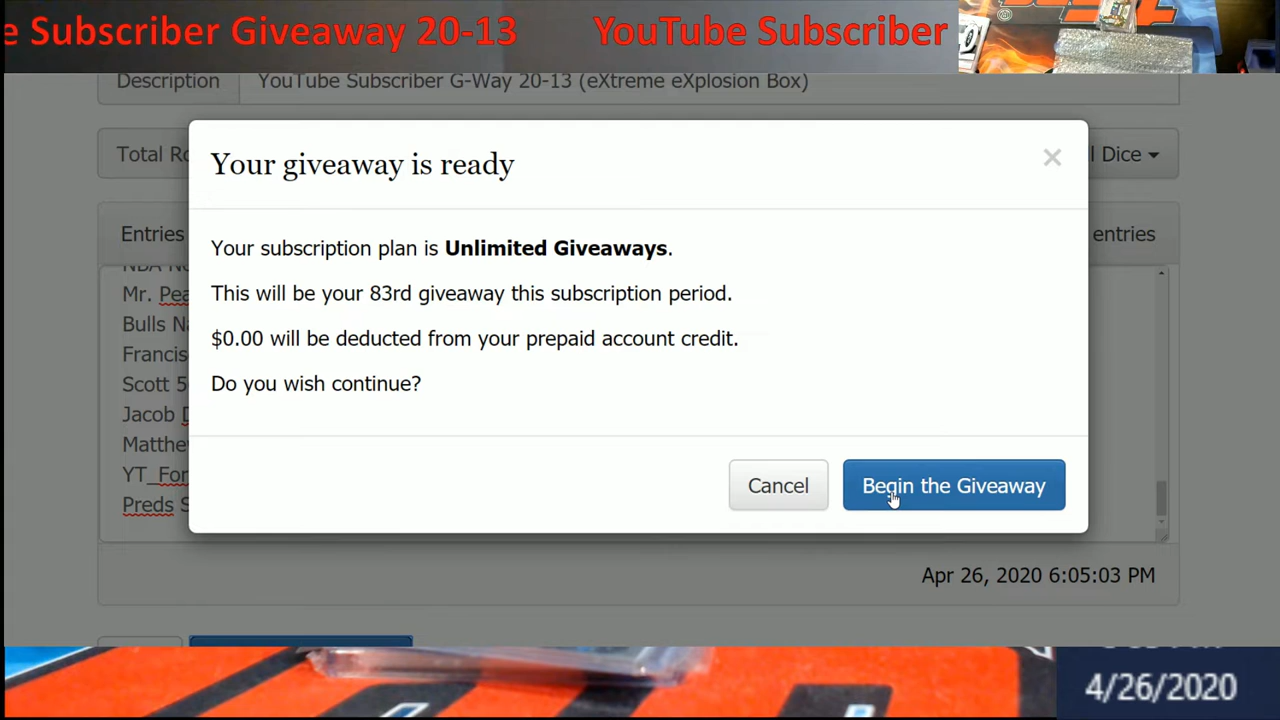 e Subscriber Giveaway 20-13 YouTube Subscriber
Description YouTube Subscriber G-Way 20-13 (eXtreme eXplosion Box)
Total Ro l Dice
Your giveaway is ready ×
Entries entries
Your subscription plan is Unlimited Giveaways.
This will be your 83rd giveaway this subscription period.
$0.00 will be deducted from your prepaid account credit.
Do you wish continue?
Mr. Pea
Bulls Na
Francis
Scott 5
Jacob D
Matthe
YT_For
Preds S
Cancel Begin the Giveaway
Apr 26, 2020 6:05:03 PM
4/26/2020